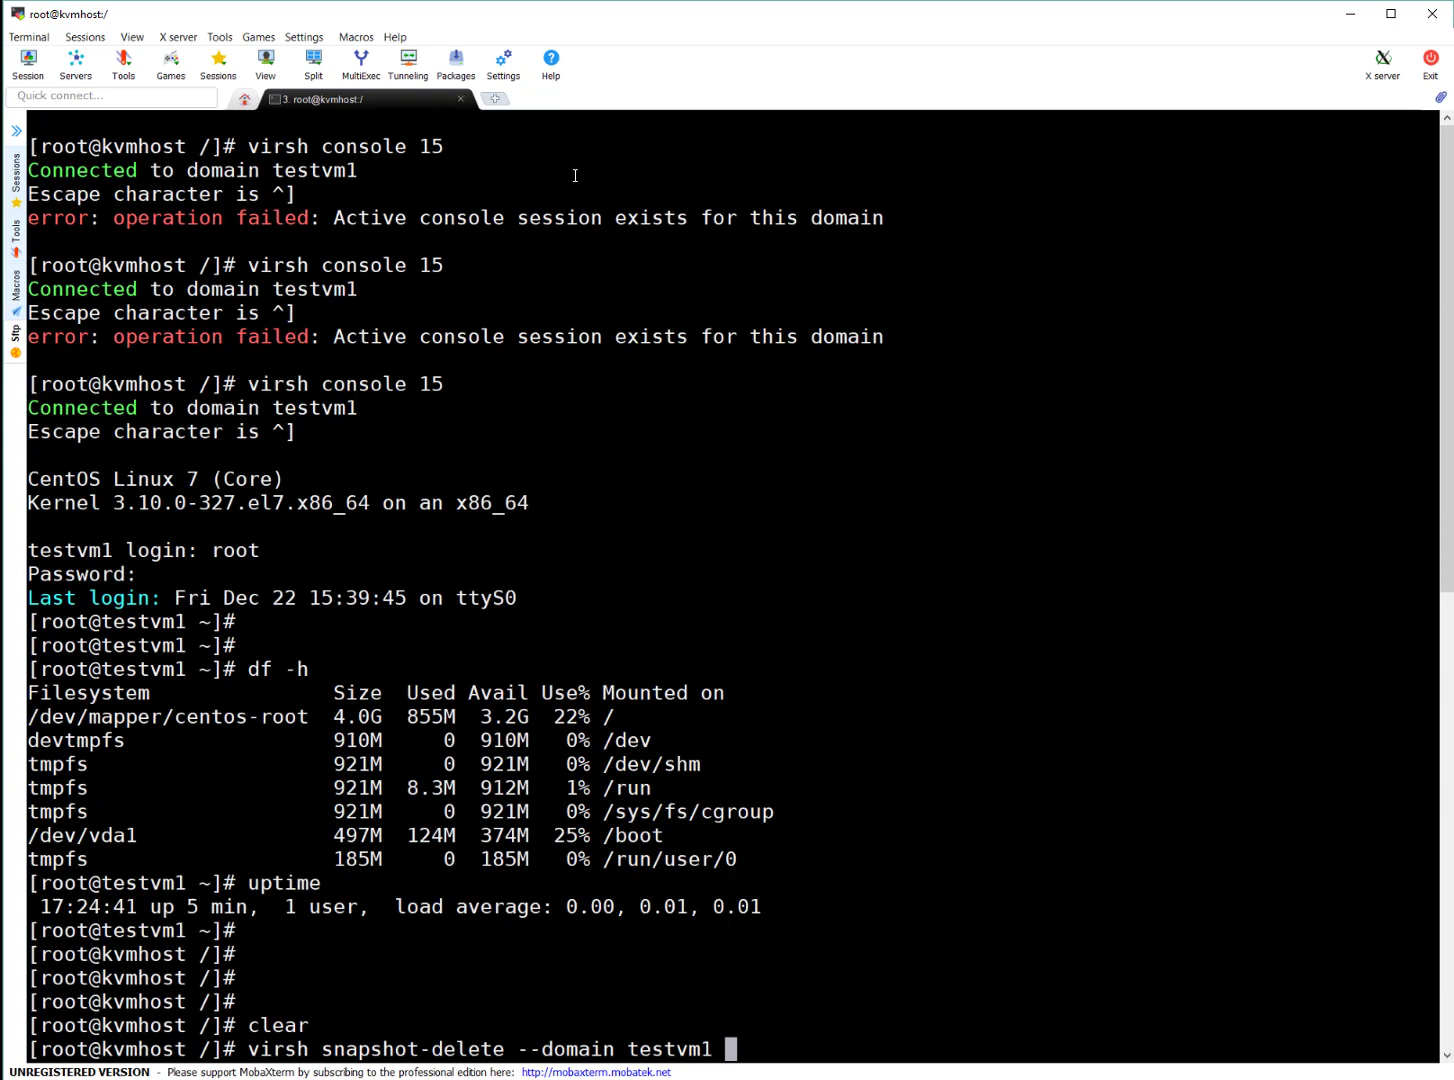 root@kvmhost:/
Terminal Sessions View X server Tools Games Settings Macros Help
Session Servers Tools Games Sessions View Split MultiExec Tunneling Packages Settings Help X server Exit
Quick connect...
3. root@kvmhost:/
Sessions
Tools
Macros
Sftp
[root@kvmhost /]# virsh console 15
Connected to domain testvm1
Escape character is ^]
error: operation failed: Active console session exists for this domain
[root@kvmhost /]# virsh console 15
Connected to domain testvm1
Escape character is ^]
error: operation failed: Active console session exists for this domain
[root@kvmhost /]# virsh console 15
Connected to domain testvm1
Escape character is ^]
CentOS Linux 7 (Core)
Kernel 3.10.0-327.el7.x86_64 on an x86_64
testvm1 login: root
Password:
Last login: Fri Dec 22 15:39:45 on ttyS0
[root@testvm1 ~]#
[root@testvm1 ~]#
[root@testvm1 ~]# df -h
Filesystem Size Used Avail Use% Mounted on
/dev/mapper/centos-root 4.0G 855M 3.2G 22% /
devtmpfs 910M 0 910M 0% /dev
tmpfs 921M 0 921M 0% /dev/shm
tmpfs 921M 8.3M 912M 1% /run
tmpfs 921M 0 921M 0% /sys/fs/cgroup
/dev/vda1 497M 124M 374M 25% /boot
tmpfs 185M 0 185M 0% /run/user/0
[root@testvm1 ~]# uptime
17:24:41 up 5 min, 1 user, load average: 0.00, 0.01, 0.01
[root@testvm1 ~]#
[root@kvmhost /]#
[root@kvmhost /]#
[root@kvmhost /]#
[root@kvmhost /]# clear
[root@kvmhost /]# virsh snapshot-delete --domain testvm1
UNREGISTERED VERSION - Please support MobaXterm by subscribing to the professional edition here: http://mobaxterm.mobatek.net